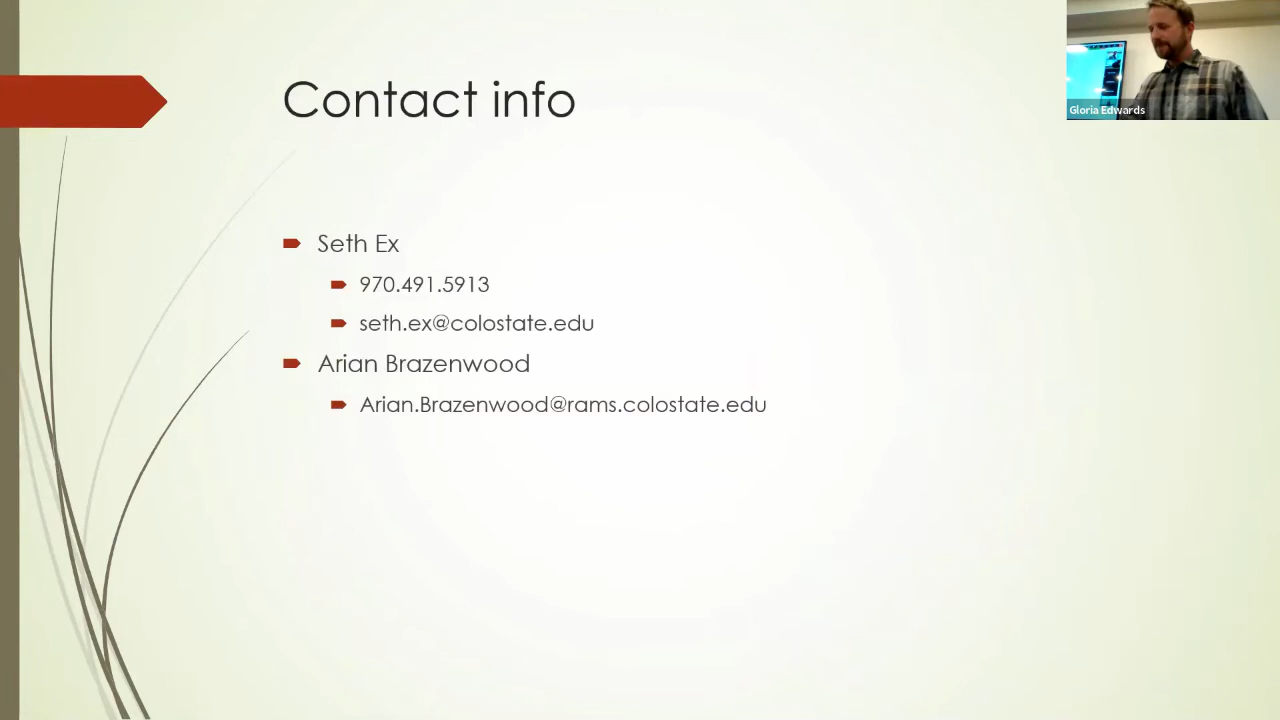 Contact info
Gloria Edwards
Seth Ex
970.491.5913
seth.ex@colostate.edu
Arian Brazenwood
Arian.Brazenwood@rams.colostate.edu